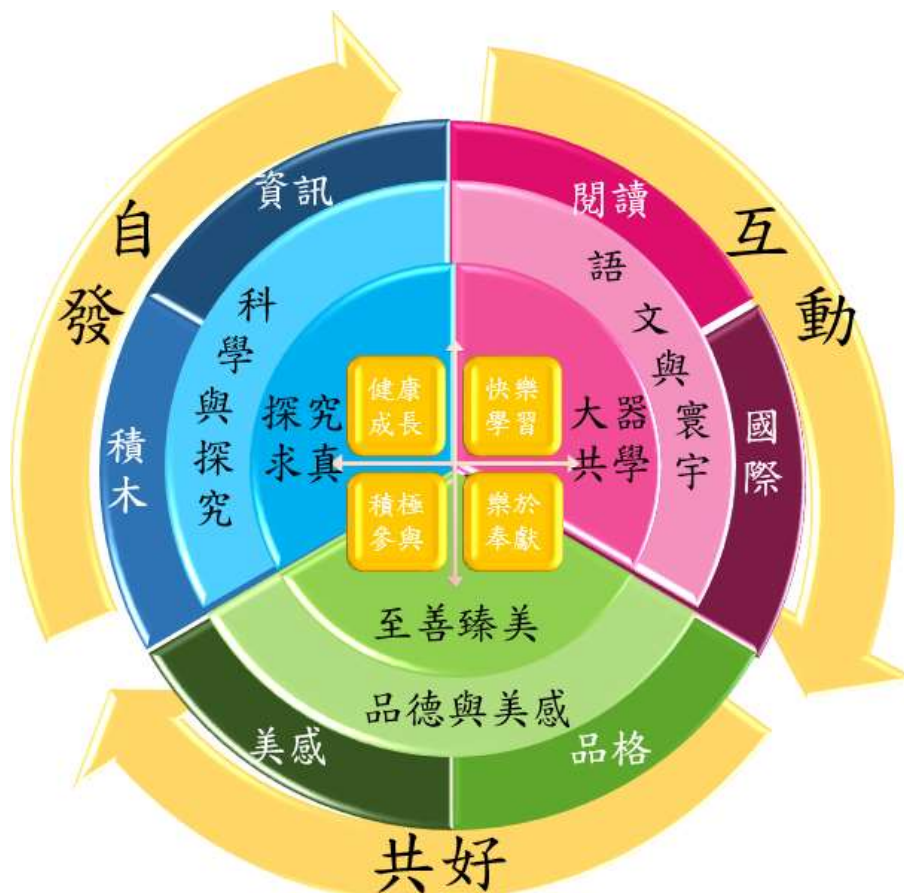 自發
互動
共好
資訊
積木
閱讀
國際
美感
品格
科學與探究
語文與寰宇
品德與美感
探究
求真
大器
共學
至善臻美
健康
成長
快樂
學習
積極
參與
樂於
奉獻